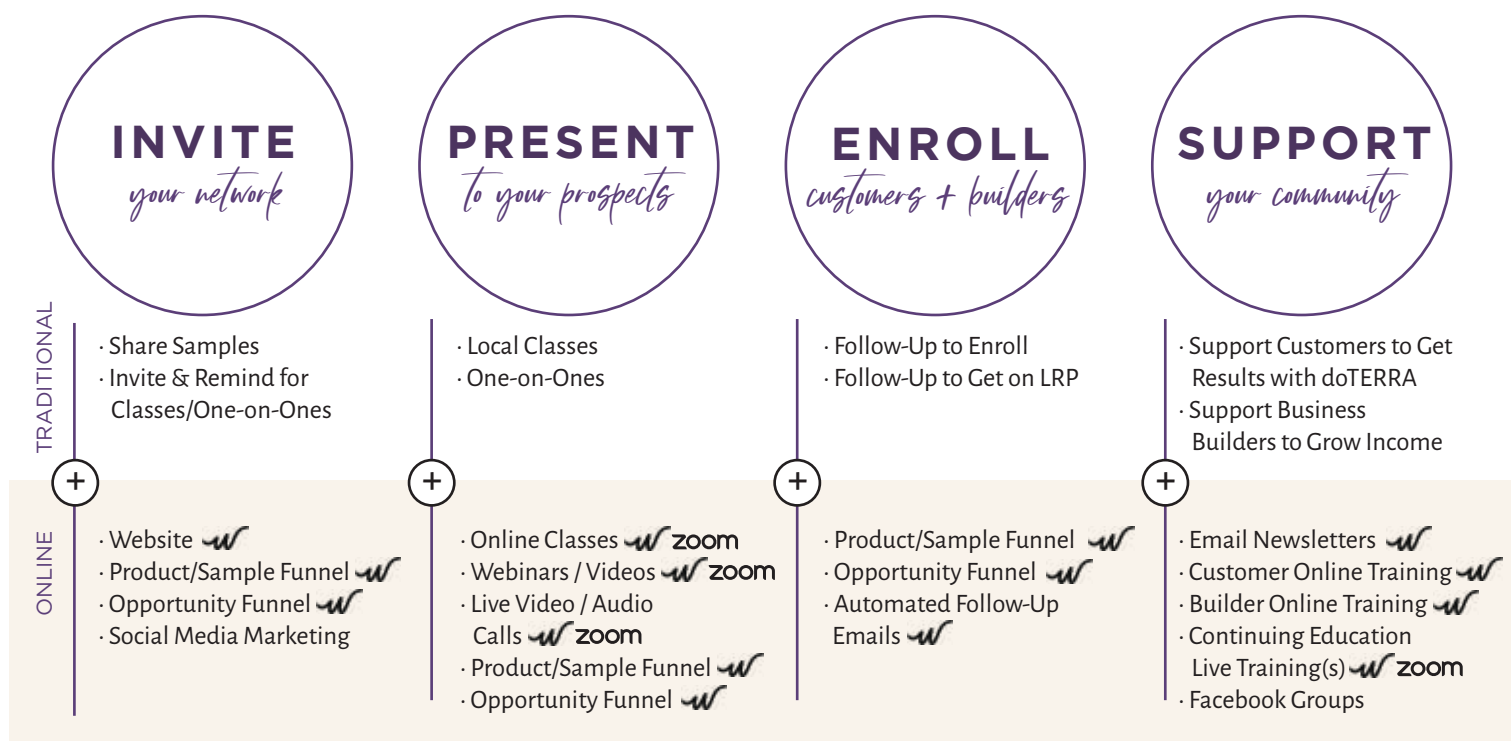 INVITE
your network
PRESENT
to your prospects
ENROLL
customers + builders
SUPPORT
your community
TRADITIONAL
· Share Samples
· Invite & Remind for
Classes/One-on-Ones
· Local Classes
· One-on-Ones
· Follow-Up to Enroll
· Follow-Up to Get on LRP
· Support Customers to Get
Results with doTERRA
· Support Business
Builders to Grow Income
+
+
+
+
ONLINE
· Website W
· Product/Sample Funnel W
· Opportunity Funnel W
· Social Media Marketing
· Online Classes W zoom
· Webinars / Videos W zoom
· Live Video / Audio
Calls W zoom
· Product/Sample Funnel W
· Opportunity Funnel W
· Product/Sample Funnel W
· Opportunity Funnel W
· Automated Follow-Up
Emails W
· Email Newsletters W
· Customer Online Training W
· Builder Online Training W
· Continuing Education
Live Training(s) W zoom
· Facebook Groups